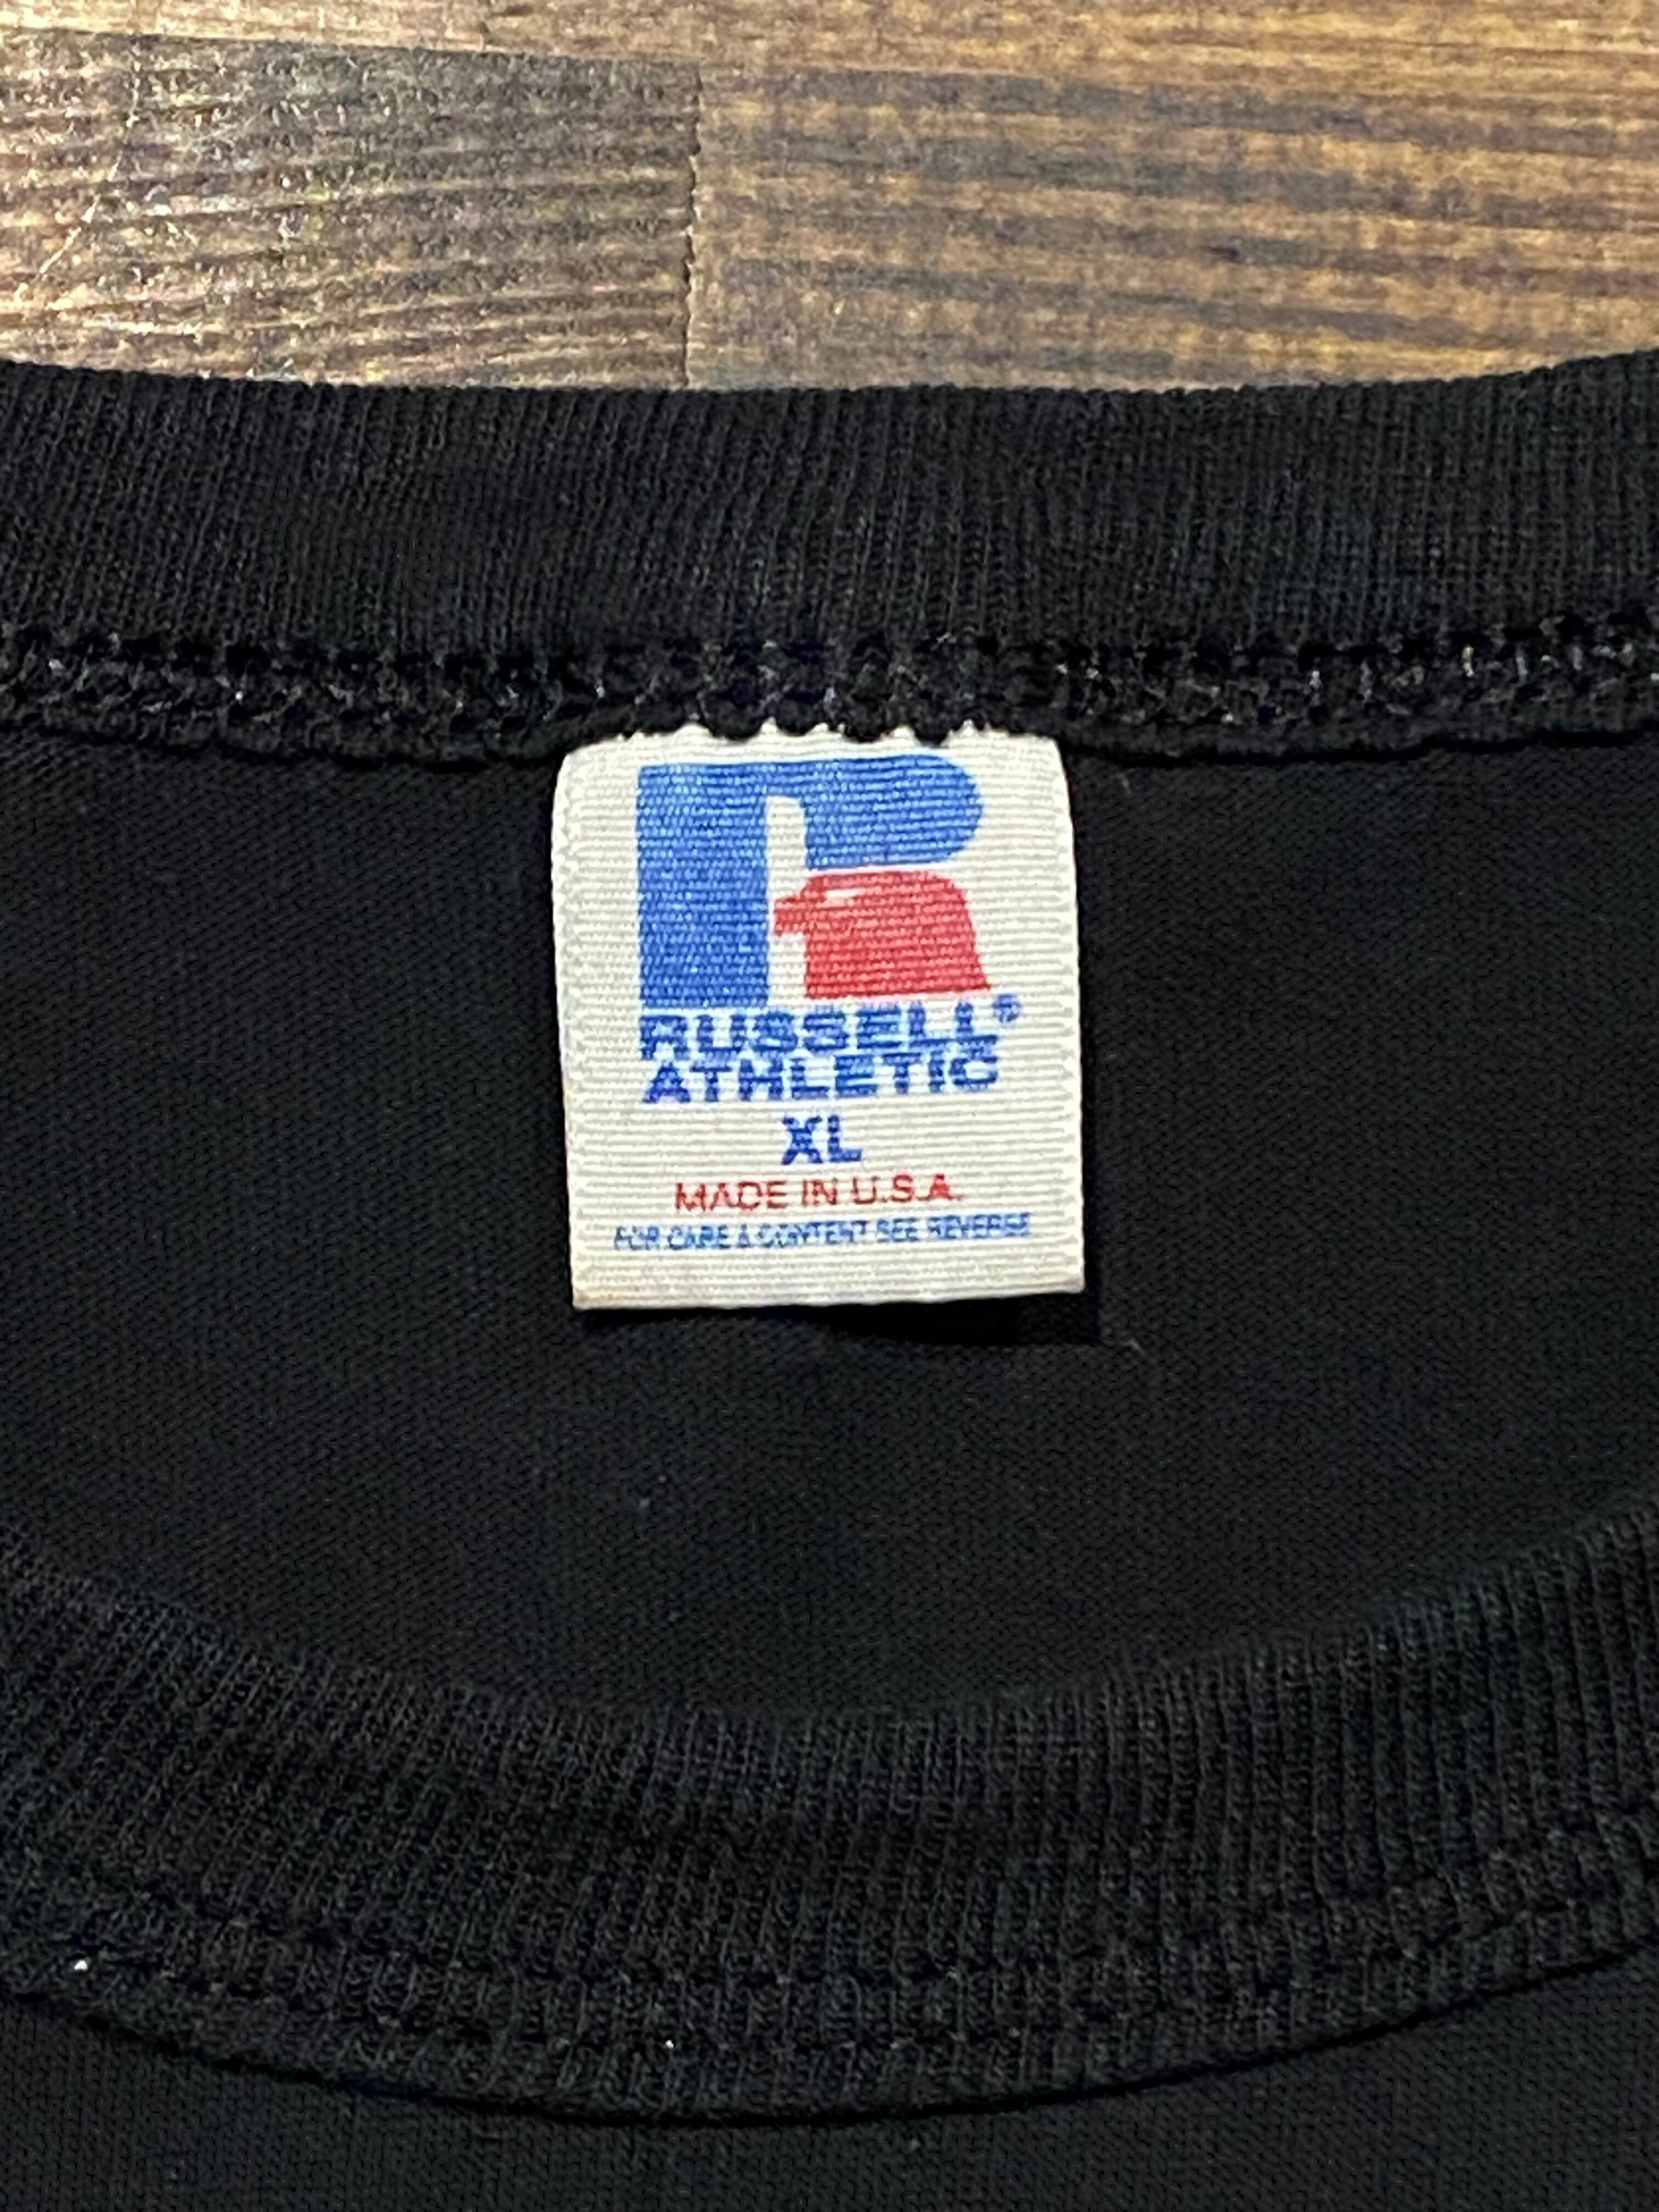 R
RUSSELL®
ATHLETIC
XL
MADE IN U.S.A.
FOR CARE & CONTENT SEE REVERSE